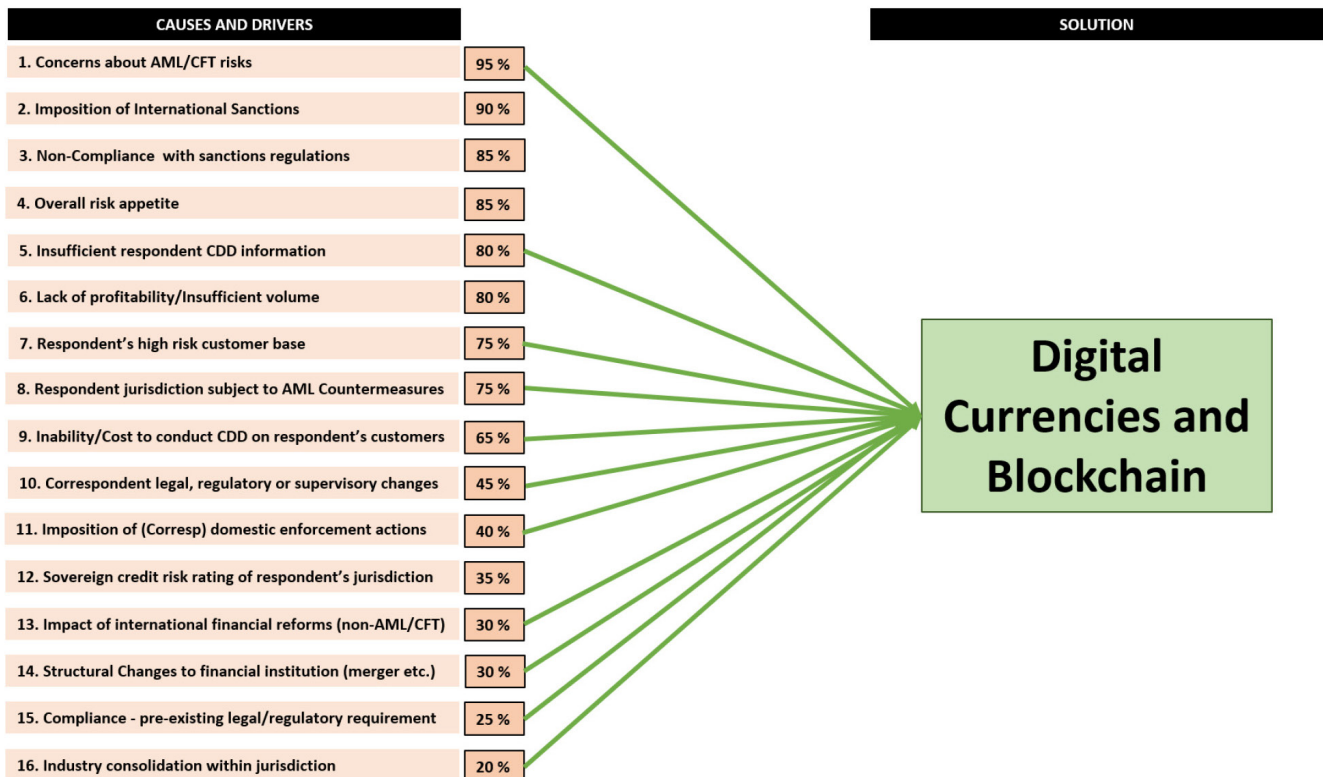 CAUSES AND DRIVERS
SOLUTION
1. Concerns about AML/CFT risks 95 %
2. Imposition of International Sanctions 90 %
3. Non-Compliance with sanctions regulations 85 %
4. Overall risk appetite 85 %
5. Insufficient respondent CDD information 80 %
6. Lack of profitability/Insufficient volume 80 %
7. Respondent’s high risk customer base 75 %
8. Respondent jurisdiction subject to AML Countermeasures 75 %
9. Inability/Cost to conduct CDD on respondent’s customers 65 %
10. Correspondent legal, regulatory or supervisory changes 45 %
11. Imposition of (Corresp) domestic enforcement actions 40 %
12. Sovereign credit risk rating of respondent’s jurisdiction 35 %
13. Impact of international financial reforms (non-AML/CFT) 30 %
14. Structural Changes to financial institution (merger etc.) 30 %
15. Compliance - pre-existing legal/regulatory requirement 25 %
16. Industry consolidation within jurisdiction 20 %
Digital
Currencies and
Blockchain